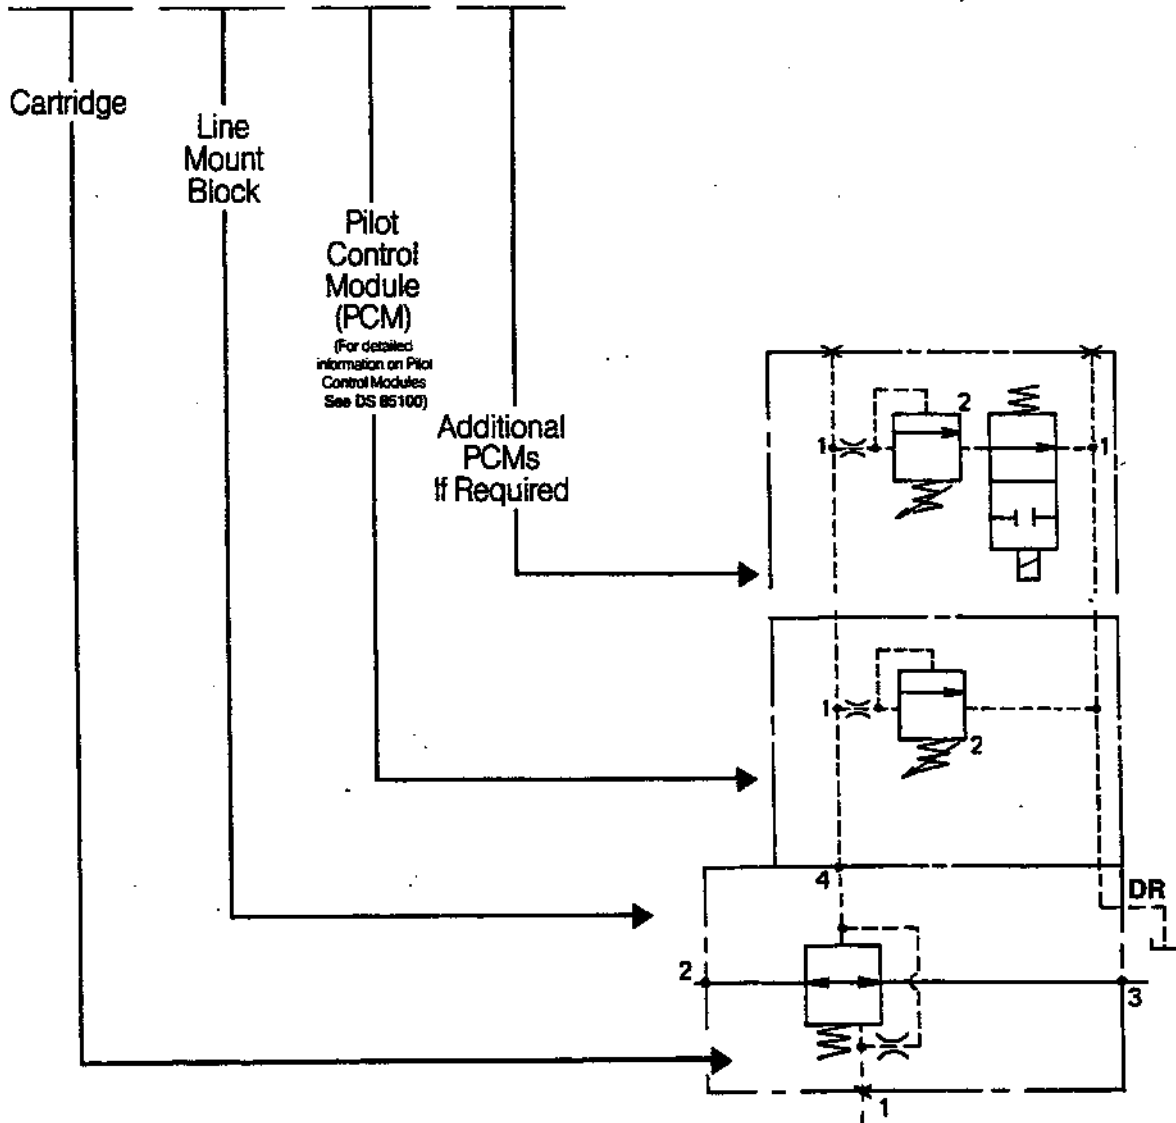 Cartridge
Line
Mount
Block
Pilot
Control
Module
(PCM)
(For detailed
information on Pilot
Control Modules
See DS 85100)
Additional
PCMs
If Required
2
1
1
1
2
4
DR
2
3
1